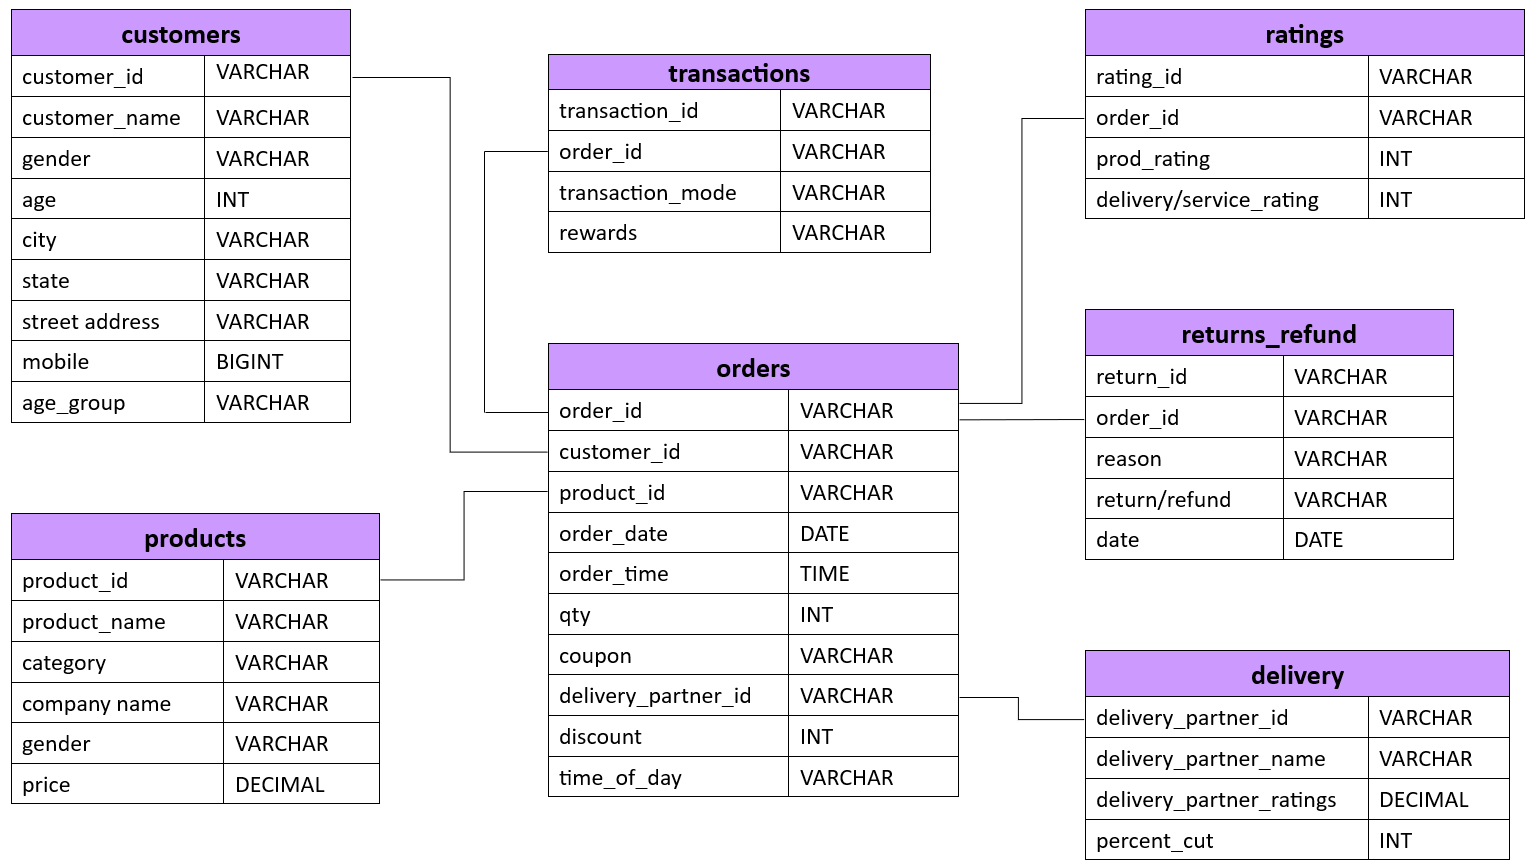 customers
customer_id VARCHAR
customer_name VARCHAR
gender VARCHAR
age INT
city VARCHAR
state VARCHAR
street address VARCHAR
mobile BIGINT
age_group VARCHAR
products
product_id VARCHAR
product_name VARCHAR
category VARCHAR
company name VARCHAR
gender VARCHAR
price DECIMAL
transactions
transaction_id VARCHAR
order_id VARCHAR
transaction_mode VARCHAR
rewards VARCHAR
orders
order_id VARCHAR
customer_id VARCHAR
product_id VARCHAR
order_date DATE
order_time TIME
qty INT
coupon VARCHAR
delivery_partner_id VARCHAR
discount INT
time_of_day VARCHAR
ratings
rating_id VARCHAR
order_id VARCHAR
prod_rating INT
delivery/service_rating INT
returns_refund
return_id VARCHAR
order_id VARCHAR
reason VARCHAR
return/refund VARCHAR
date DATE
delivery
delivery_partner_id VARCHAR
delivery_partner_name VARCHAR
delivery_partner_ratings DECIMAL
percent_cut INT